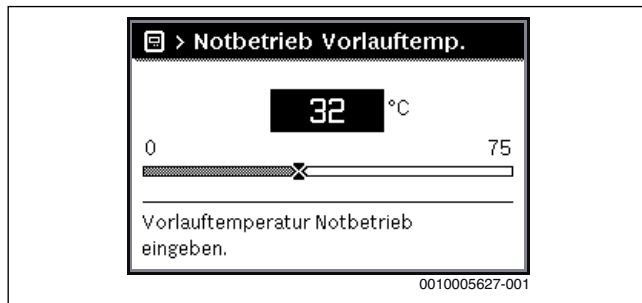 > Notbetrieb Vorlauftemp.
32 °C
0 75
Vorlauftemperatur Notbetrieb
eingeben.
0010005627-001